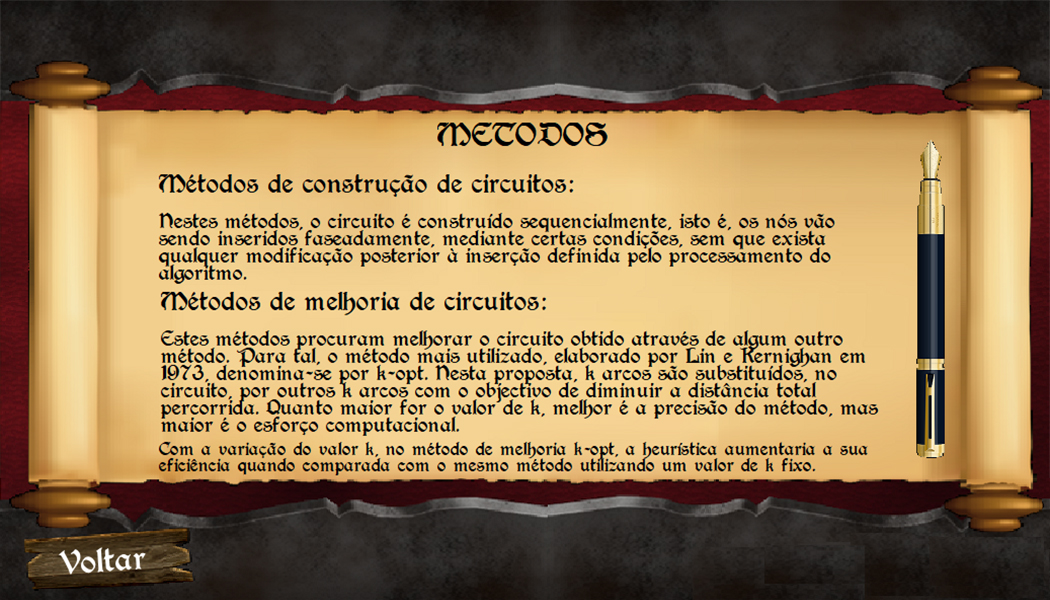 METODOS
Métodos de construção de circuitos:
Nestes métodos, o circuito é construído sequencialmente, isto é, os nós vão
sendo inseridos faseadamente, mediante certas condições, sem que exista
qualquer modificação posterior à inserção definida pelo processamento do
algoritmo.
Métodos de melhoria de circuitos:
Estes métodos procuram melhorar o circuito obtido através de algum outro
método. Para tal, o método mais utilizado, elaborado por Lin e Kernighan em
1973, denomina-se por k-opt. Nesta proposta, k arcos são substituídos, no
circuito, por outros k arcos com o objectivo de diminuir a distância total
percorrida. Quanto maior for o valor de k, melhor é a precisão do método, mas
maior é o esforço computacional.
Com a variação do valor k, no método de melhoria k-opt, a heurística aumentaria a sua
eficiência quando comparada com o mesmo método utilizando um valor de k fixo.
Voltar